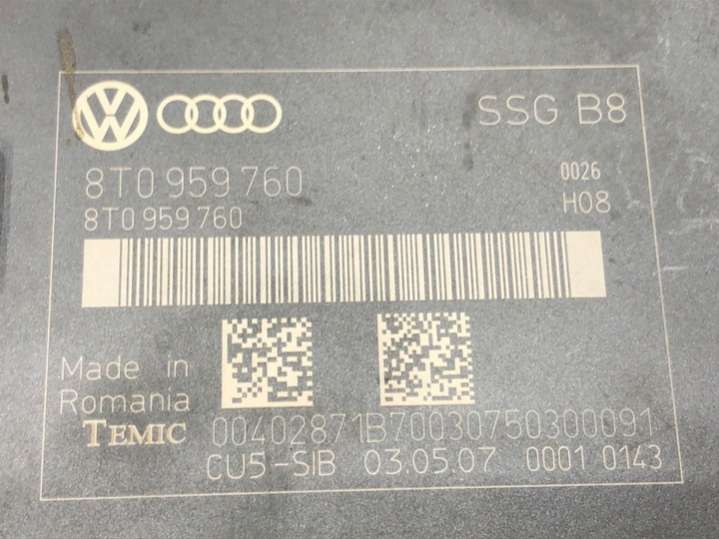 VW SSG B8
8T0 959 760 0026
8T0 959 760 H08
Made in
Romania
TEMIC 00402871B70030750300091
CU5-SIB 03.05.07 0001 0143